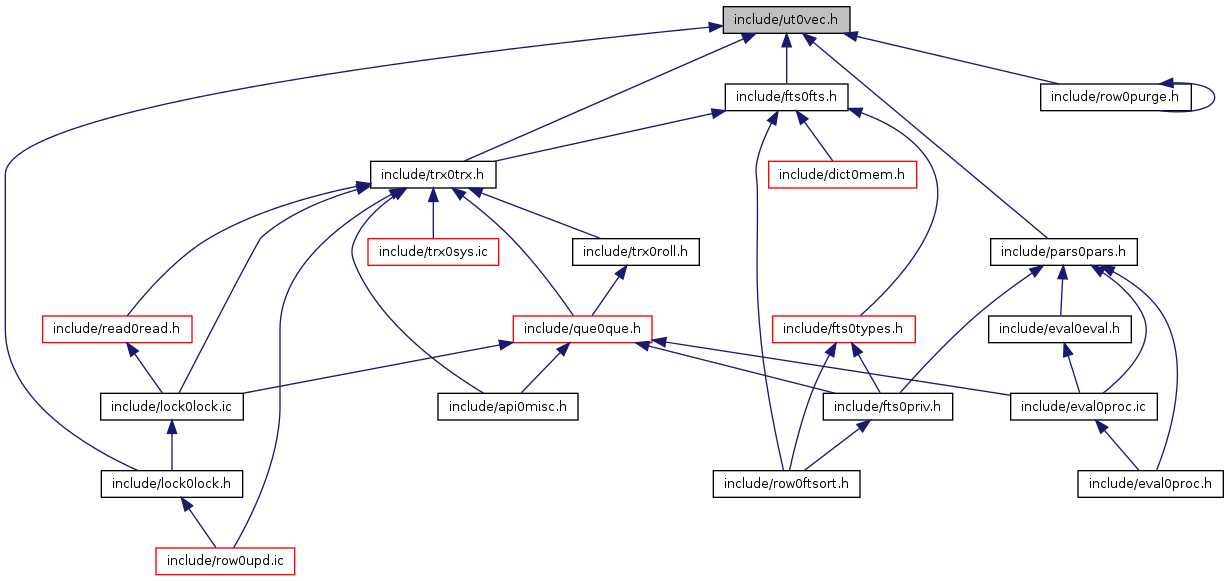 include/ut0vec.h
include/fts0fts.h
include/row0purge.h
include/trx0trx.h
include/dict0mem.h
include/trx0sys.ic
include/trx0roll.h
include/pars0pars.h
include/read0read.h
include/que0que.h
include/fts0types.h
include/eval0eval.h
include/lock0lock.ic
include/api0misc.h
include/fts0priv.h
include/eval0proc.ic
include/lock0lock.h
include/row0ftsort.h
include/eval0proc.h
include/row0upd.ic